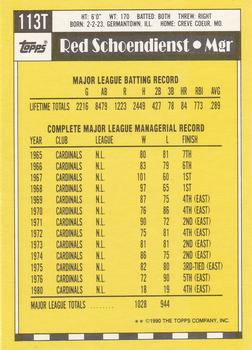 113T
HT: 6'0" WT: 170 BATTED: BOTH THREW: RIGHT
BORN: 2-2-23, GERMANTOWN, ILL. HOME: CREVE COEUR, MO.
Topps
Red Schoendienst • Mgr
MAJOR LEAGUE BATTING RECORD
G AB R H 2B 3B HR RBI AVG
LIFETIME TOTALS 2216 8479 1223 2449 427 78 84 773 .289
COMPLETE MAJOR LEAGUE MANAGERIAL RECORD
YEAR CLUB LEAGUE W L FINISH
1965 CARDINALS N.L. 80 81 7TH
1966 CARDINALS N.L. 83 79 6TH
1967 CARDINALS N.L. 101 60 1ST
1968 CARDINALS N.L. 97 65 1ST
1969 CARDINALS N.L. 87 75 4TH (EAST)
1970 CARDINALS N.L. 76 86 4TH (EAST)
1971 CARDINALS N.L. 90 72 2ND (EAST)
1972 CARDINALS N.L. 75 81 4TH (EAST)
1973 CARDINALS N.L. 81 81 2ND (EAST)
1974 CARDINALS N.L. 86 75 2ND (EAST)
1975 CARDINALS N.L. 82 80 3RD-TIED (EAST)
1976 CARDINALS N.L. 72 90 5TH (EAST)
1980 CARDINALS N.L. 18 19 4TH (EAST)
MAJOR LEAGUE TOTALS 1028 944
** ©1990 THE TOPPS COMPANY, INC.